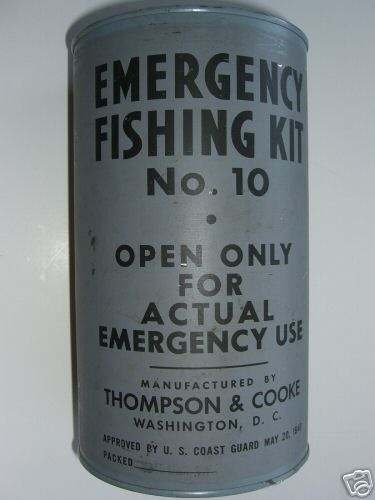 EMERGENCY
FISHING KIT
No. 10
•
OPEN ONLY
FOR
ACTUAL
EMERGENCY USE
MANUFACTURED BY
THOMPSON & COOKE
WASHINGTON, D. C.
APPROVED BY U. S. COAST GUARD MAY 20,
PACKED
ebY